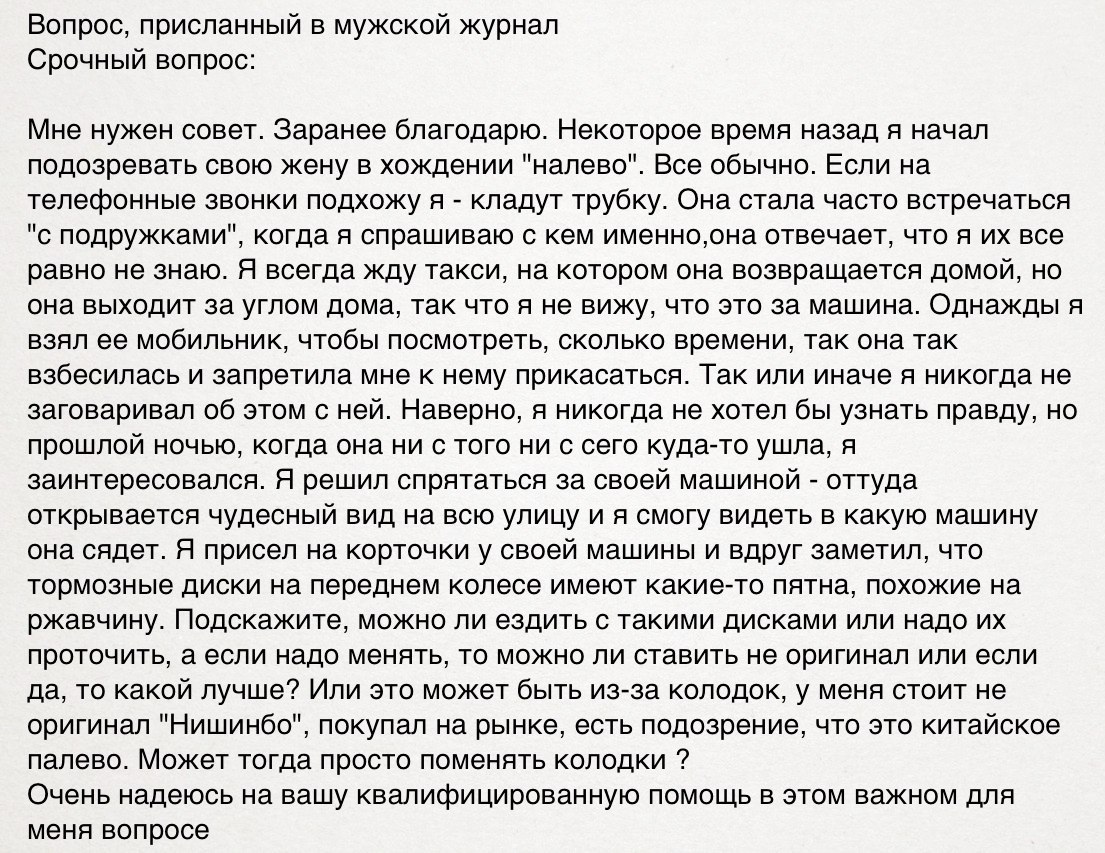 Вопрос, присланный в мужской журнал
Срочный вопрос:
Мне нужен совет. Заранее благодарю. Некоторое время назад я начал
подозревать свою жену в хождении "налево". Все обычно. Если на
телефонные звонки подхожу я - кладут трубку. Она стала часто встречаться
"с подружками", когда я спрашиваю с кем именно,она отвечает, что я их все
равно не знаю. Я всегда жду такси, на котором она возвращается домой, но
она выходит за углом дома, так что я не вижу, что это за машина. Однажды я
взял ее мобильник, чтобы посмотреть, сколько времени, так она так
взбесилась и запретила мне к нему прикасаться. Так или иначе я никогда не
заговаривал об этом с ней. Наверно, я никогда не хотел бы узнать правду, но
прошлой ночью, когда она ни с того ни с сего куда-то ушла, я
заинтересовался. Я решил спрятаться за своей машиной - оттуда
открывается чудесный вид на всю улицу и я смогу видеть в какую машину
она сядет. Я присел на корточки у своей машины и вдруг заметил, что
тормозные диски на переднем колесе имеют какие-то пятна, похожие на
ржавчину. Подскажите, можно ли ездить с такими дисками или надо их
проточить, а если надо менять, то можно ли ставить не оригинал или если
да, то какой лучше? Или это может быть из-за колодок, у меня стоит не
оригинал "Нишинбо", покупал на рынке, есть подозрение, что это китайское
палево. Может тогда просто поменять колодки ?
Очень надеюсь на вашу квалифицированную помощь в этом важном для
меня вопросе